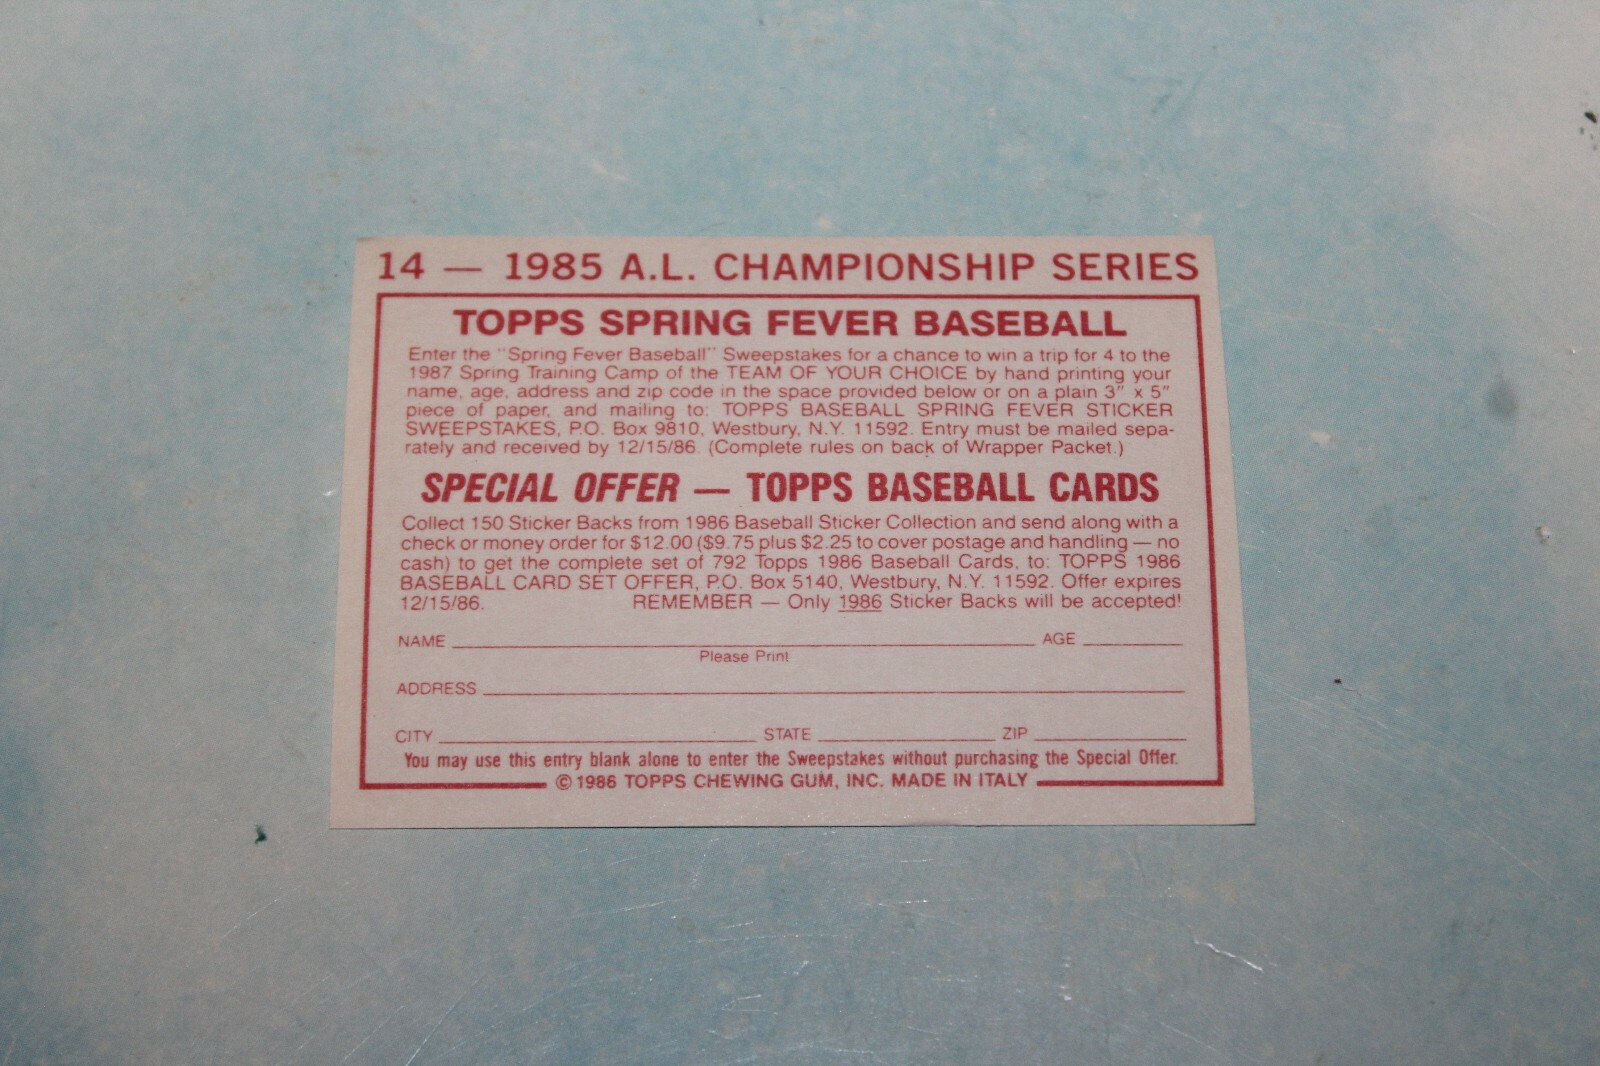 14 — 1985 A.L. CHAMPIONSHIP SERIES
TOPPS SPRING FEVER BASEBALL
Enter the "Spring Fever Baseball" Sweepstakes for a chance to win a trip for 4 to the
1987 Spring Training Camp of the TEAM OF YOUR CHOICE by hand printing your
name, age, address and zip code in the space provided below or on a plain 3" x 5"
piece of paper, and mailing to: TOPPS BASEBALL SPRING FEVER STICKER
SWEEPSTAKES, P.O. Box 9810, Westbury, N.Y. 11592. Entry must be mailed sepa-
rately and received by 12/15/86. (Complete rules on back of Wrapper Packet.)
SPECIAL OFFER — TOPPS BASEBALL CARDS
Collect 150 Sticker Backs from 1986 Baseball Sticker Collection and send along with a
check or money order for $12.00 ($9.75 plus $2.25 to cover postage and handling — no
cash) to get the complete set of 792 Topps 1986 Baseball Cards, to: TOPPS 1986
BASEBALL CARD SET OFFER, P.O. Box 5140, Westbury, N.Y. 11592. Offer expires
12/15/86. REMEMBER — Only 1986 Sticker Backs will be accepted!
NAME AGE
Please Print
ADDRESS
CITY STATE ZIP
You may use this entry blank alone to enter the Sweepstakes without purchasing the Special Offer.
© 1986 TOPPS CHEWING GUM, INC. MADE IN ITALY